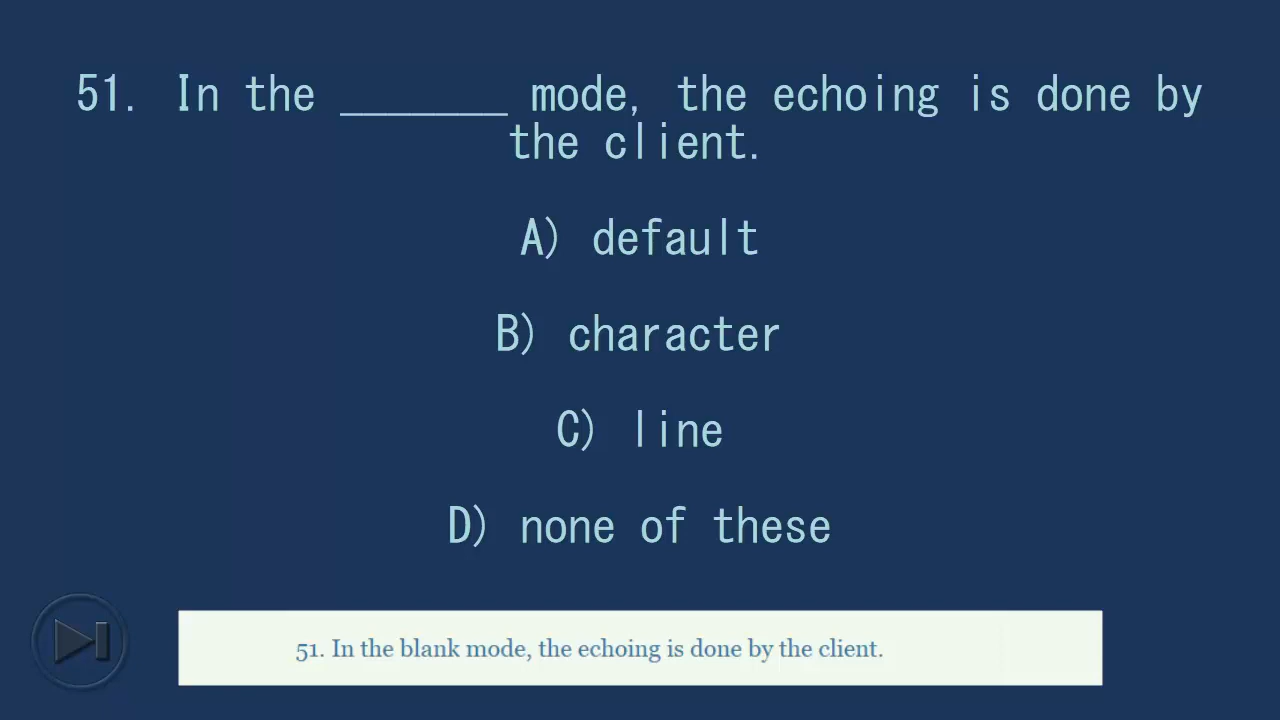 51. In the _______ mode, the echoing is done by
the client.
A) default
B) character
C) line
D) none of these
51. In the blank mode, the echoing is done by the client.